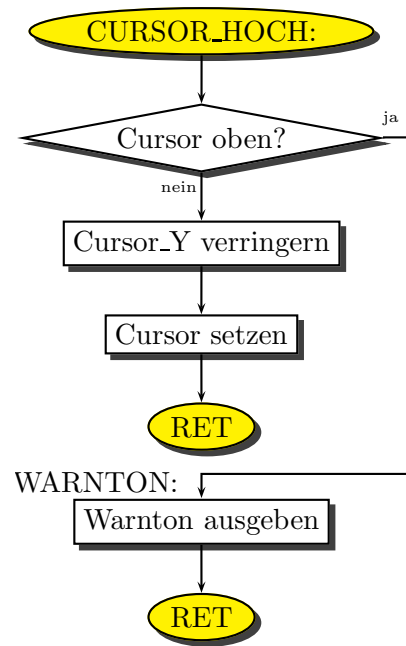 CURSOR_HOCH:
Cursor oben?
ja
nein
Cursor_Y verringern
Cursor setzen
RET
WARNTON:
Warnton ausgeben
RET